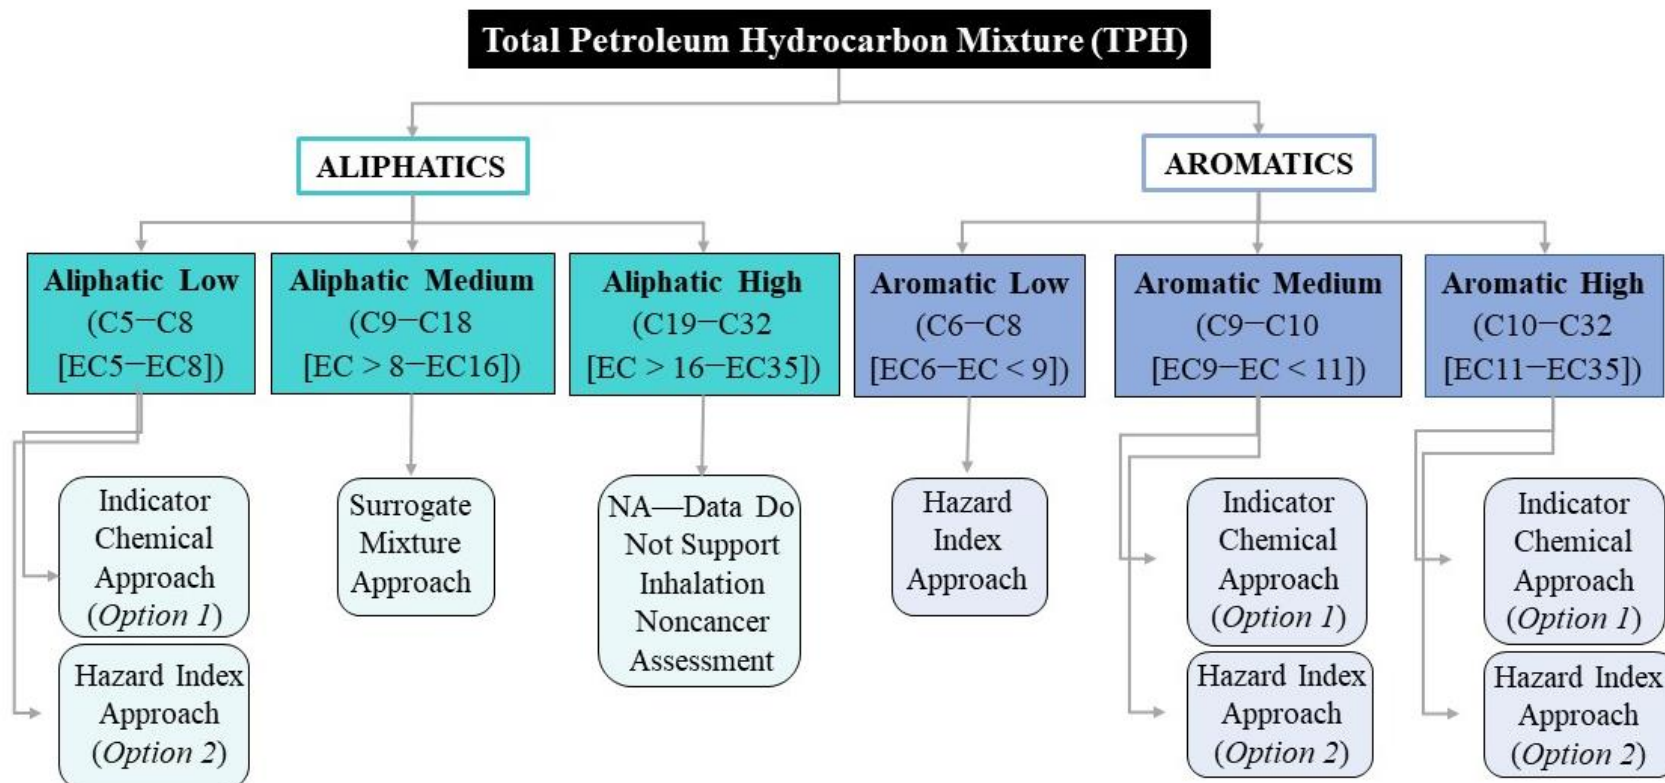 Total Petroleum Hydrocarbon Mixture (TPH)
ALIPHATICS
AROMATICS
Aliphatic Low
(C5–C8
[EC5–EC8])
Aliphatic Medium
(C9–C18
[EC > 8–EC16])
Aliphatic High
(C19–C32
[EC > 16–EC35])
Aromatic Low
(C6–C8
[EC6–EC < 9])
Aromatic Medium
(C9–C10
[EC9–EC < 11])
Aromatic High
(C10–C32
[EC11–EC35])
Indicator
Chemical
Approach
(Option 1)
Hazard Index
Approach
(Option 2)
Surrogate
Mixture
Approach
NA—Data Do
Not Support
Inhalation
Noncancer
Assessment
Hazard
Index
Approach
Indicator
Chemical
Approach
(Option 1)
Hazard Index
Approach
(Option 2)
Indicator
Chemical
Approach
(Option 1)
Hazard Index
Approach
(Option 2)